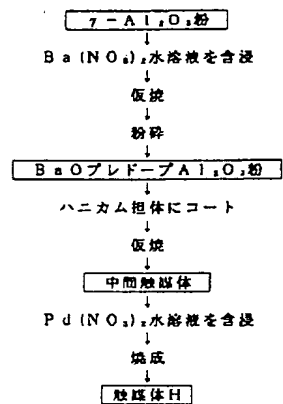 γ-Al₂O₃粉
↓
Ba(NO₃)₂水溶液を含浸
↓
仮焼
↓
粉砕
↓
BaOプレドープAl₂O₃粉
↓
ハニカム担体にコート
↓
仮焼
↓
中間触媒体
↓
Pd(NO₃)₂水溶液を含浸
↓
焼成
↓
触媒体H